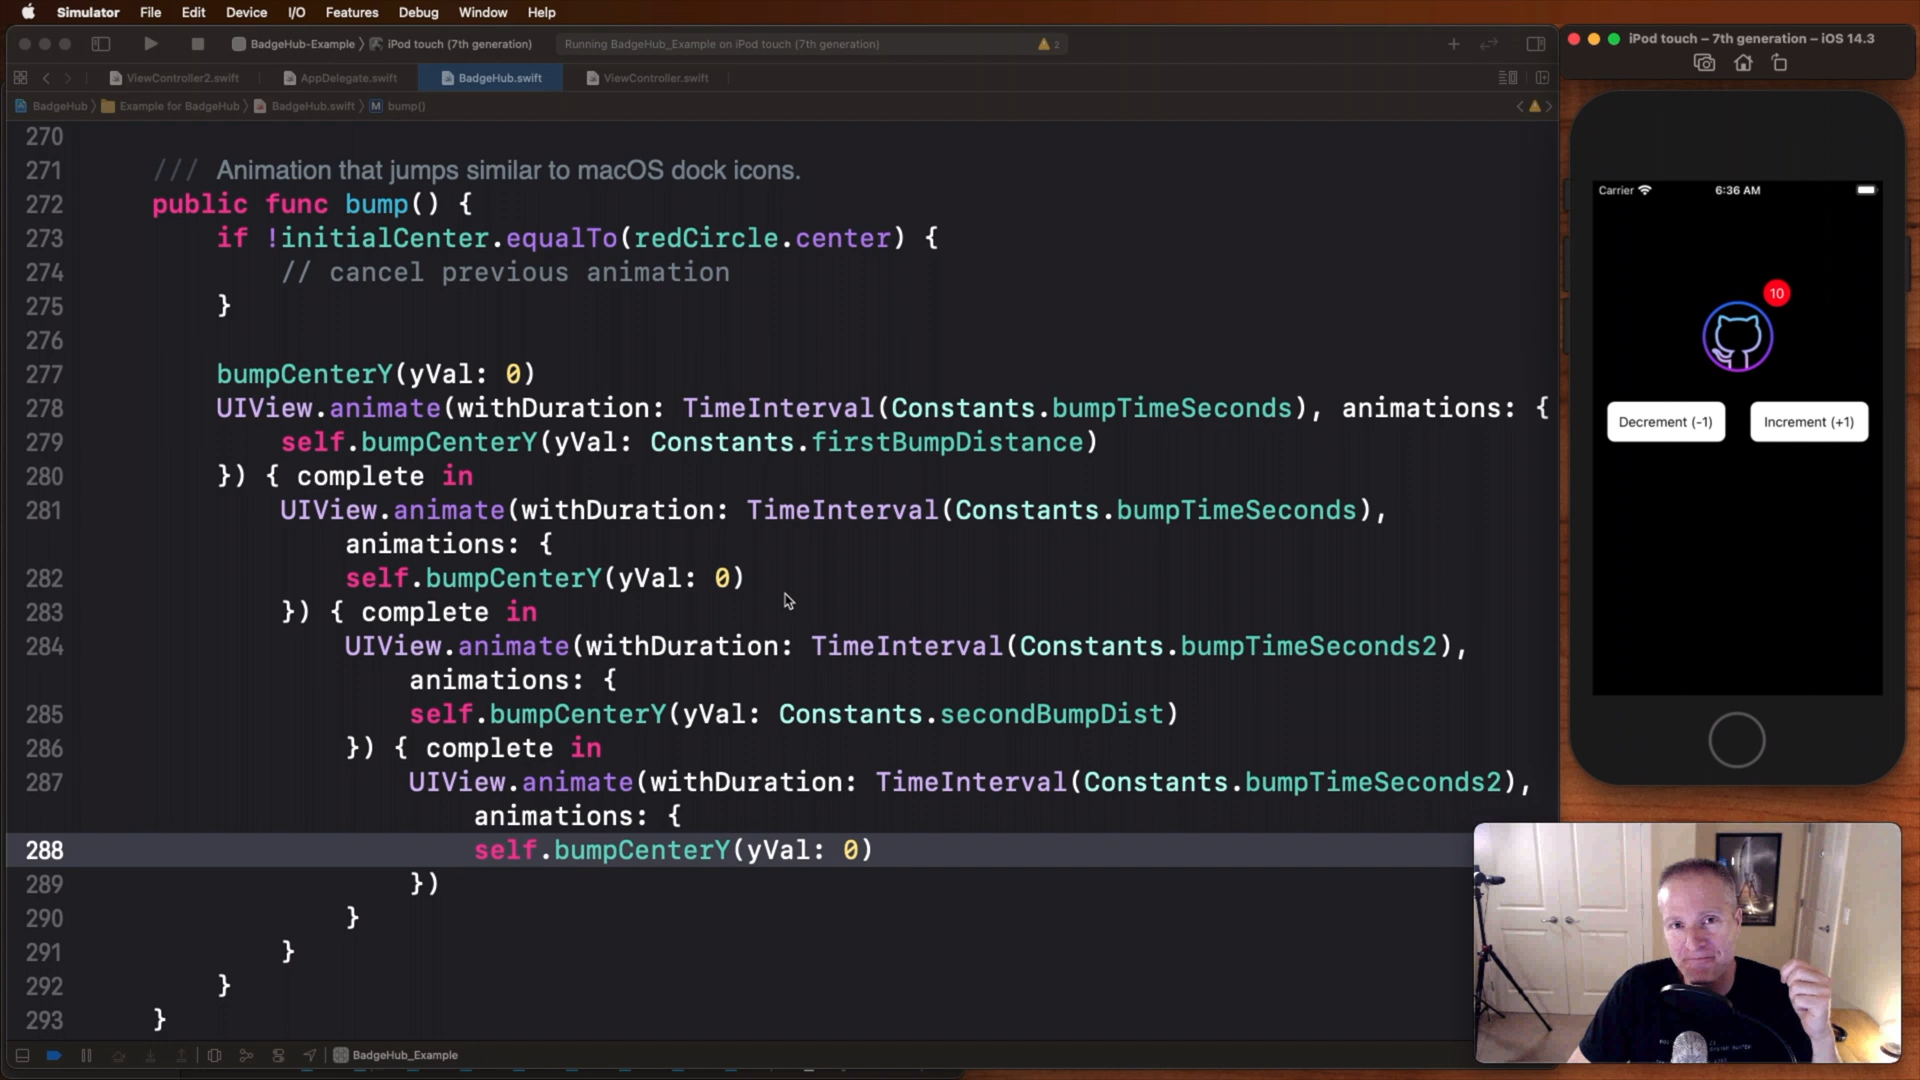 Simulator File Edit Device I/O Features Debug Window Help
BadgeHub-Example iPod touch (7th generation) Running BadgeHub_Example on iPod touch (7th generation) 2
iPod touch – 7th generation – iOS 14.3
ViewController2.swift AppDelegate.swift BadgeHub.swift ViewController.swift
BadgeHub Example for BadgeHub BadgeHub.swift M bump()
270
271 /// Animation that jumps similar to macOS dock icons.
272 public func bump() {
273 if !initialCenter.equalTo(redCircle.center) {
274 // cancel previous animation
275 }
276
277 bumpCenterY(yVal: 0)
278 UIView.animate(withDuration: TimeInterval(Constants.bumpTimeSeconds), animations: {
279 self.bumpCenterY(yVal: Constants.firstBumpDistance)
280 }) { complete in
281 UIView.animate(withDuration: TimeInterval(Constants.bumpTimeSeconds),
animations: {
282 self.bumpCenterY(yVal: 0)
283 }) { complete in
284 UIView.animate(withDuration: TimeInterval(Constants.bumpTimeSeconds2),
animations: {
285 self.bumpCenterY(yVal: Constants.secondBumpDist)
286 }) { complete in
287 UIView.animate(withDuration: TimeInterval(Constants.bumpTimeSeconds2),
animations: {
288 self.bumpCenterY(yVal: 0)
289 })
290 }
291 }
292 }
293 }
BadgeHub_Example
Carrier 6:36 AM
10
Decrement (-1) Increment (+1)